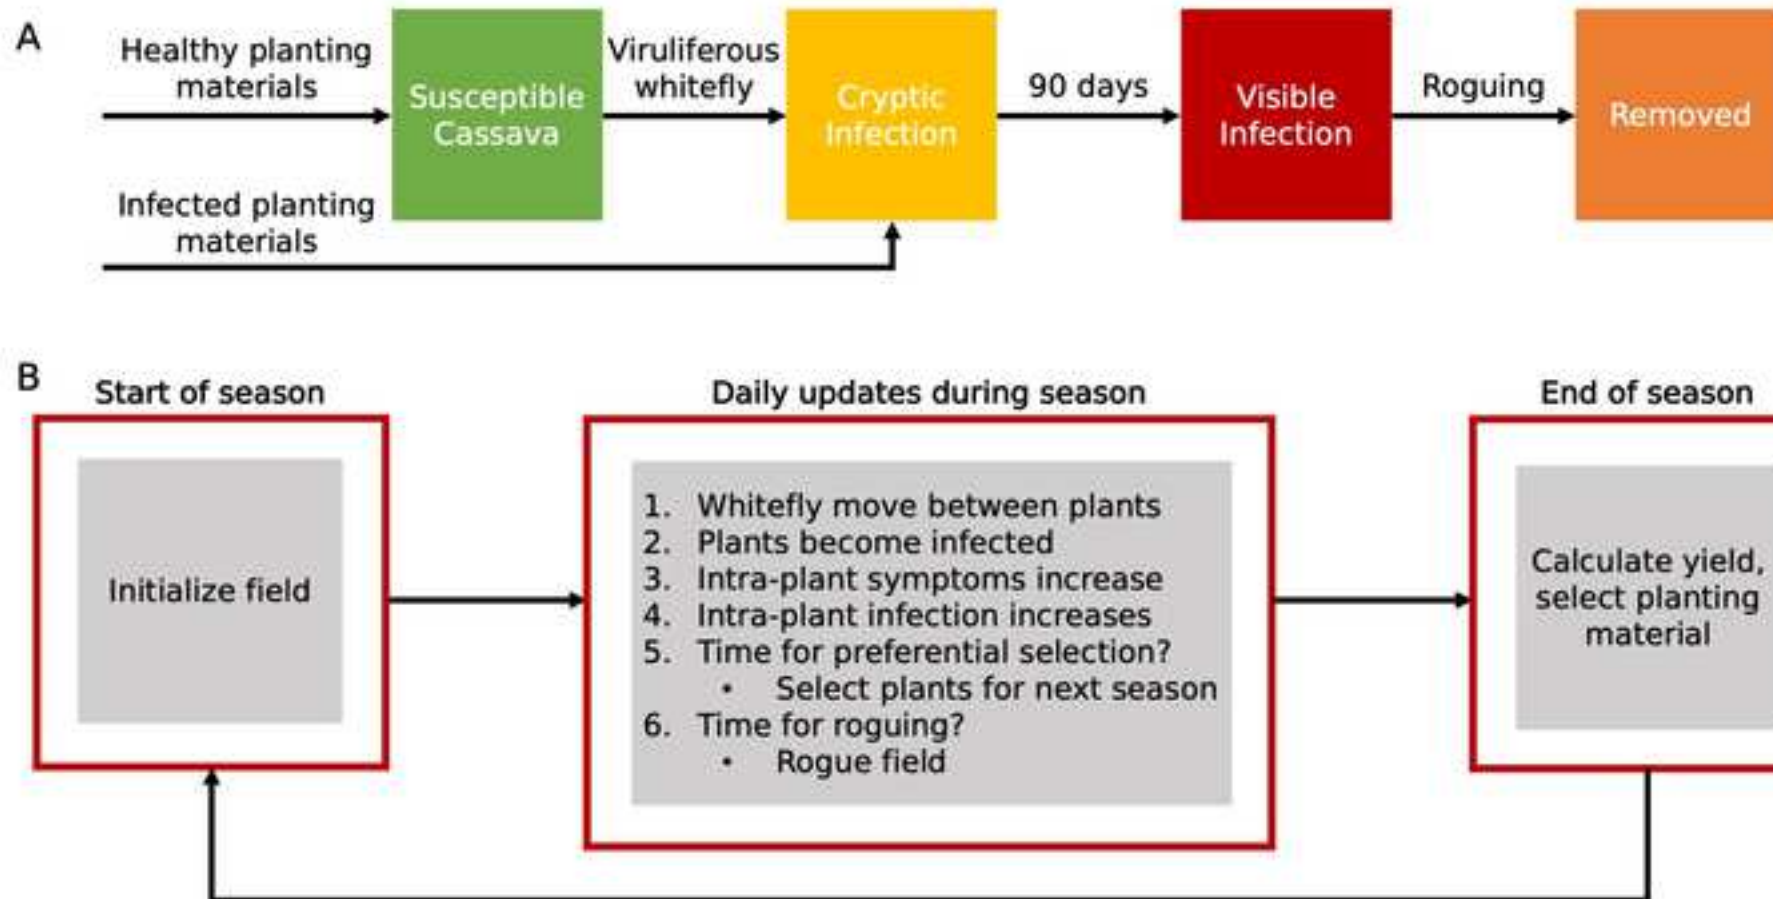 A
Healthy planting
materials
Viruliferous
whitefly
90 days
Roguing
Susceptible
Cassava
Cryptic
Infection
Visible
Infection
Removed
Infected planting
materials
B
Start of season
Daily updates during season
End of season
Initialize field
1. Whitefly move between plants
2. Plants become infected
3. Intra-plant symptoms increase
4. Intra-plant infection increases
5. Time for preferential selection?
• Select plants for next season
6. Time for roguing?
• Rogue field
Calculate yield,
select planting
material